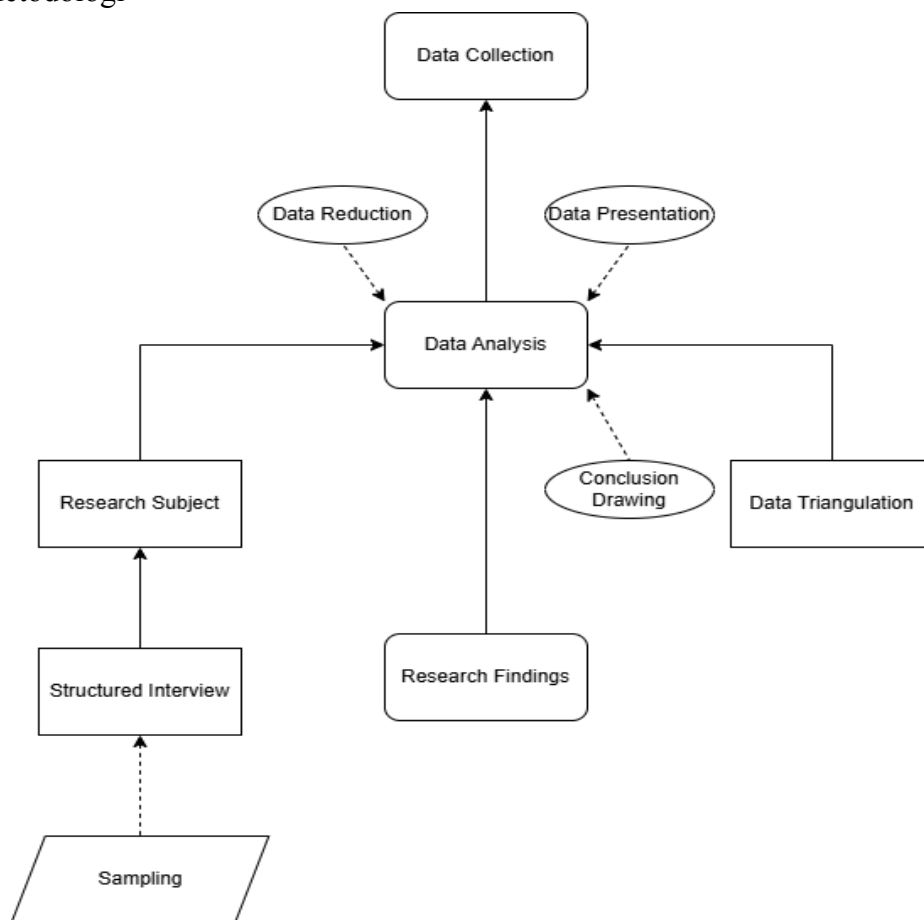 etodologi
Data Collection
Data Reduction
Data Presentation
Data Analysis
Research Subject
Conclusion
Drawing
Data Triangulation
Structured Interview
Research Findings
Sampling